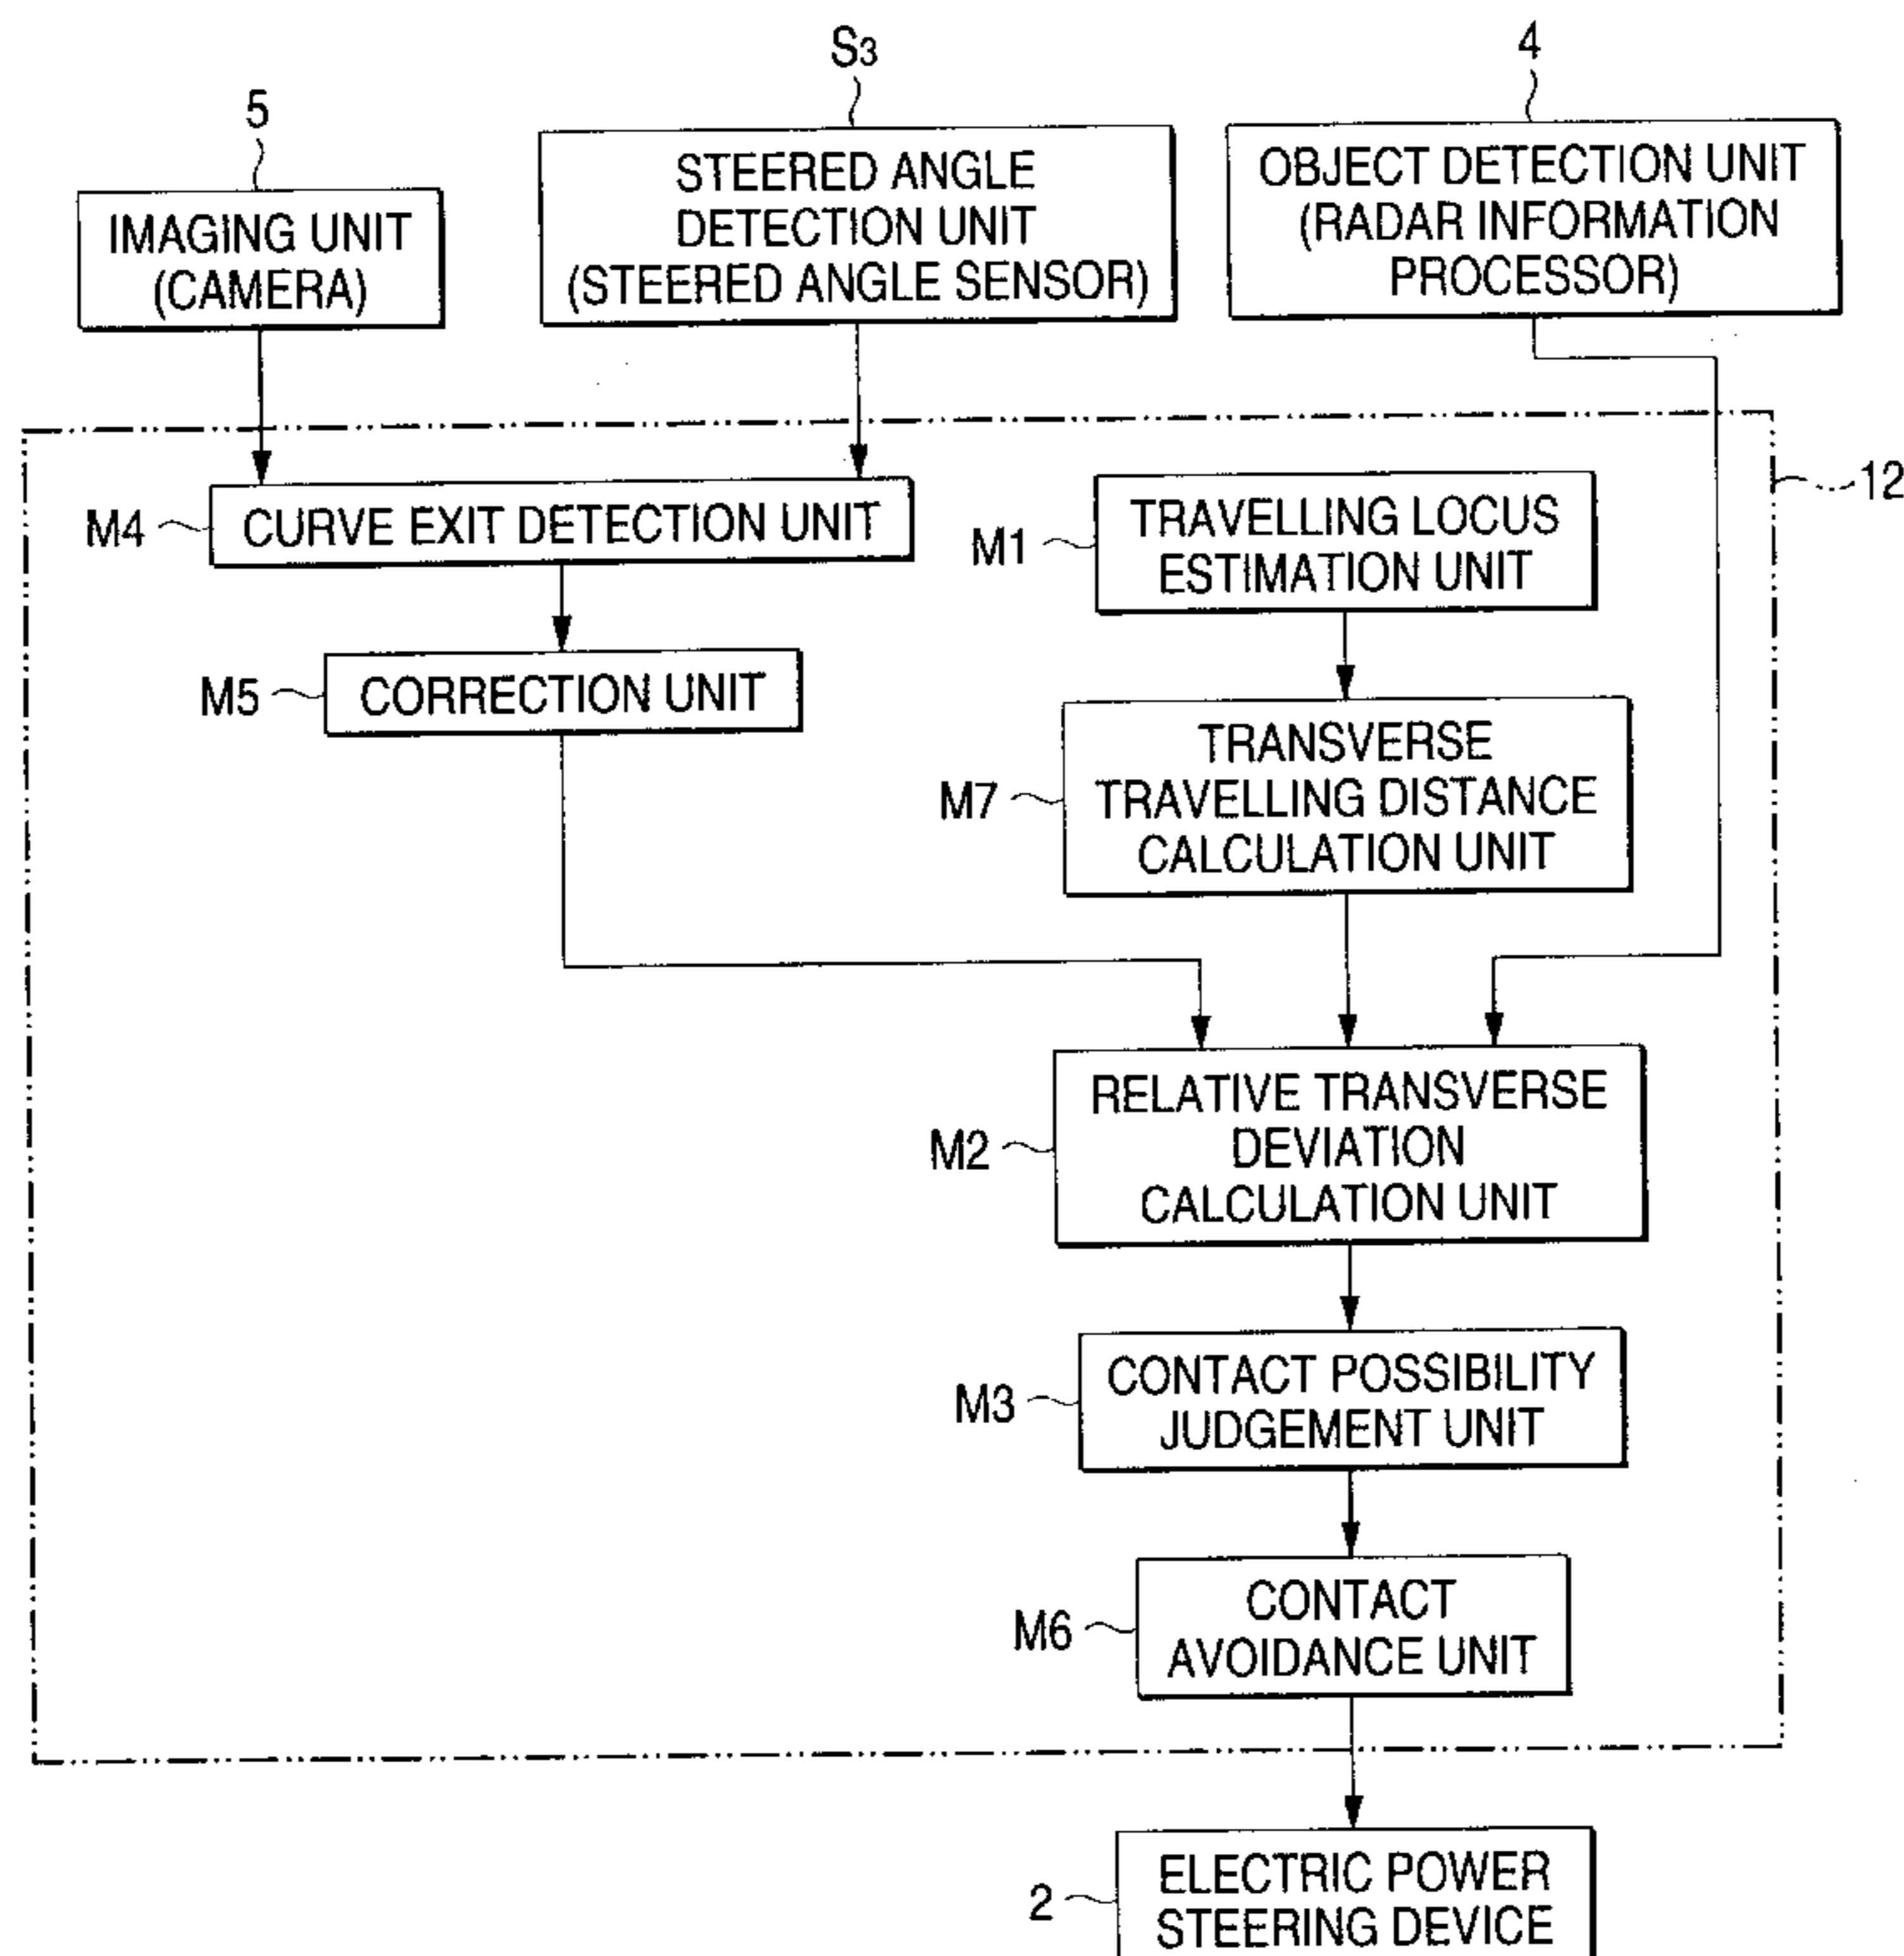 5
IMAGING UNIT
(CAMERA)
S3
STEERED ANGLE
DETECTION UNIT
(STEERED ANGLE SENSOR)
4
OBJECT DETECTION UNIT
(RADAR INFORMATION
PROCESSOR)
12
M4
CURVE EXIT DETECTION UNIT
M1
TRAVELLING LOCUS
ESTIMATION UNIT
M5
CORRECTION UNIT
M7
TRANSVERSE
TRAVELLING DISTANCE
CALCULATION UNIT
M2
RELATIVE TRANSVERSE
DEVIATION
CALCULATION UNIT
M3
CONTACT POSSIBILITY
JUDGEMENT UNIT
M6
CONTACT
AVOIDANCE UNIT
2
ELECTRIC POWER
STEERING DEVICE